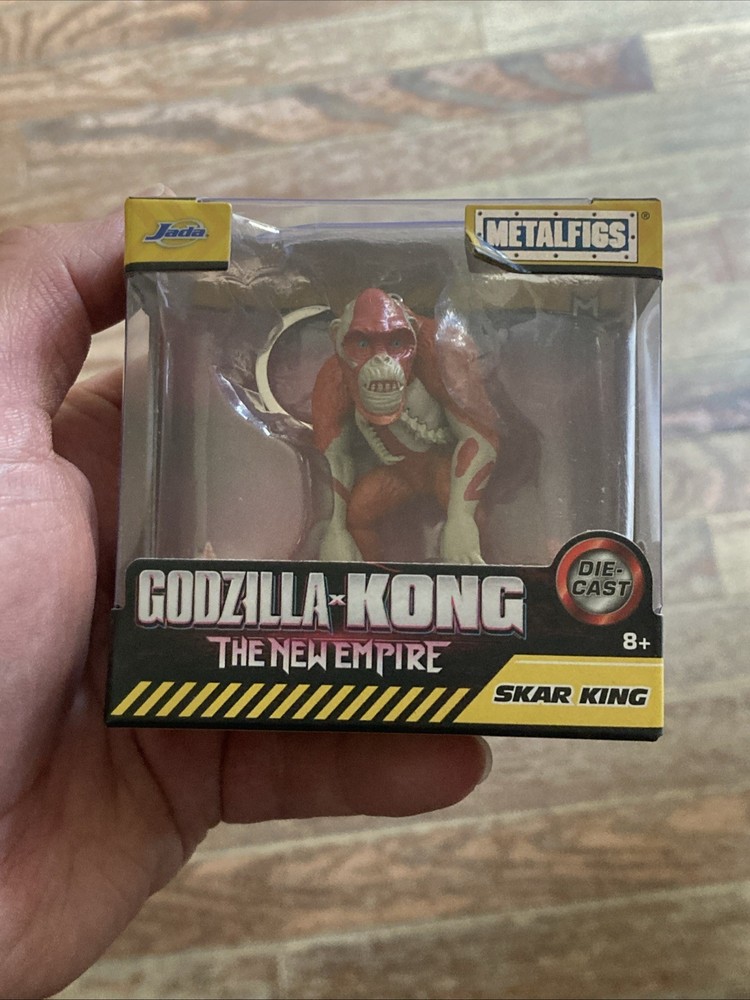 Jada
METALFIGS®
M
GODZILLA x KONG
THE NEW EMPIRE
DIE-
CAST
8+
SKAR KING